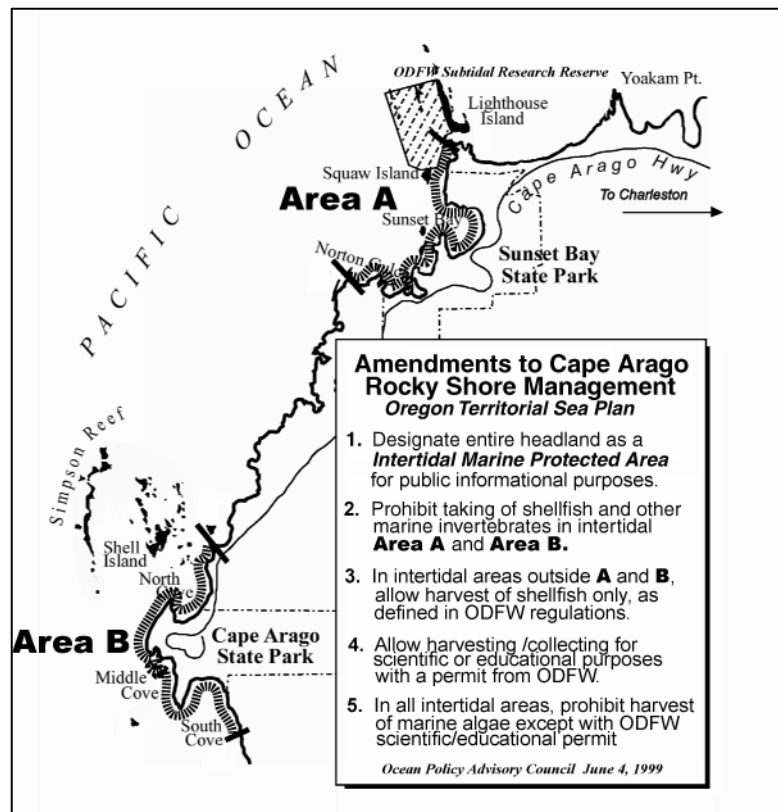 OCEAN
PACIFIC
ODFW Subtidal Research Reserve
Yoakam Pt.
Lighthouse
Island
Squaw Island
Cape Arago Hwy
To Charleston
Area A
Sunset Bay
Sunset Bay
State Park
Norton
Simpson Reef
Shell
Island
North
Cove
Area B
Cape Arago
State Park
Middle
Cove
South
Cove
Amendments to Cape Arago
Rocky Shore Management
Oregon Territorial Sea Plan
1. Designate entire headland as a
Intertidal Marine Protected Area
for public informational purposes.
2. Prohibit taking of shellfish and other
marine invertebrates in intertidal
Area A and Area B.
3. In intertidal areas outside A and B,
allow harvest of shellfish only, as
defined in ODFW regulations.
4. Allow harvesting /collecting for
scientific or educational purposes
with a permit from ODFW.
5. In all intertidal areas, prohibit harvest
of marine algae except with ODFW
scientific/educational permit
Ocean Policy Advisory Council June 4, 1999